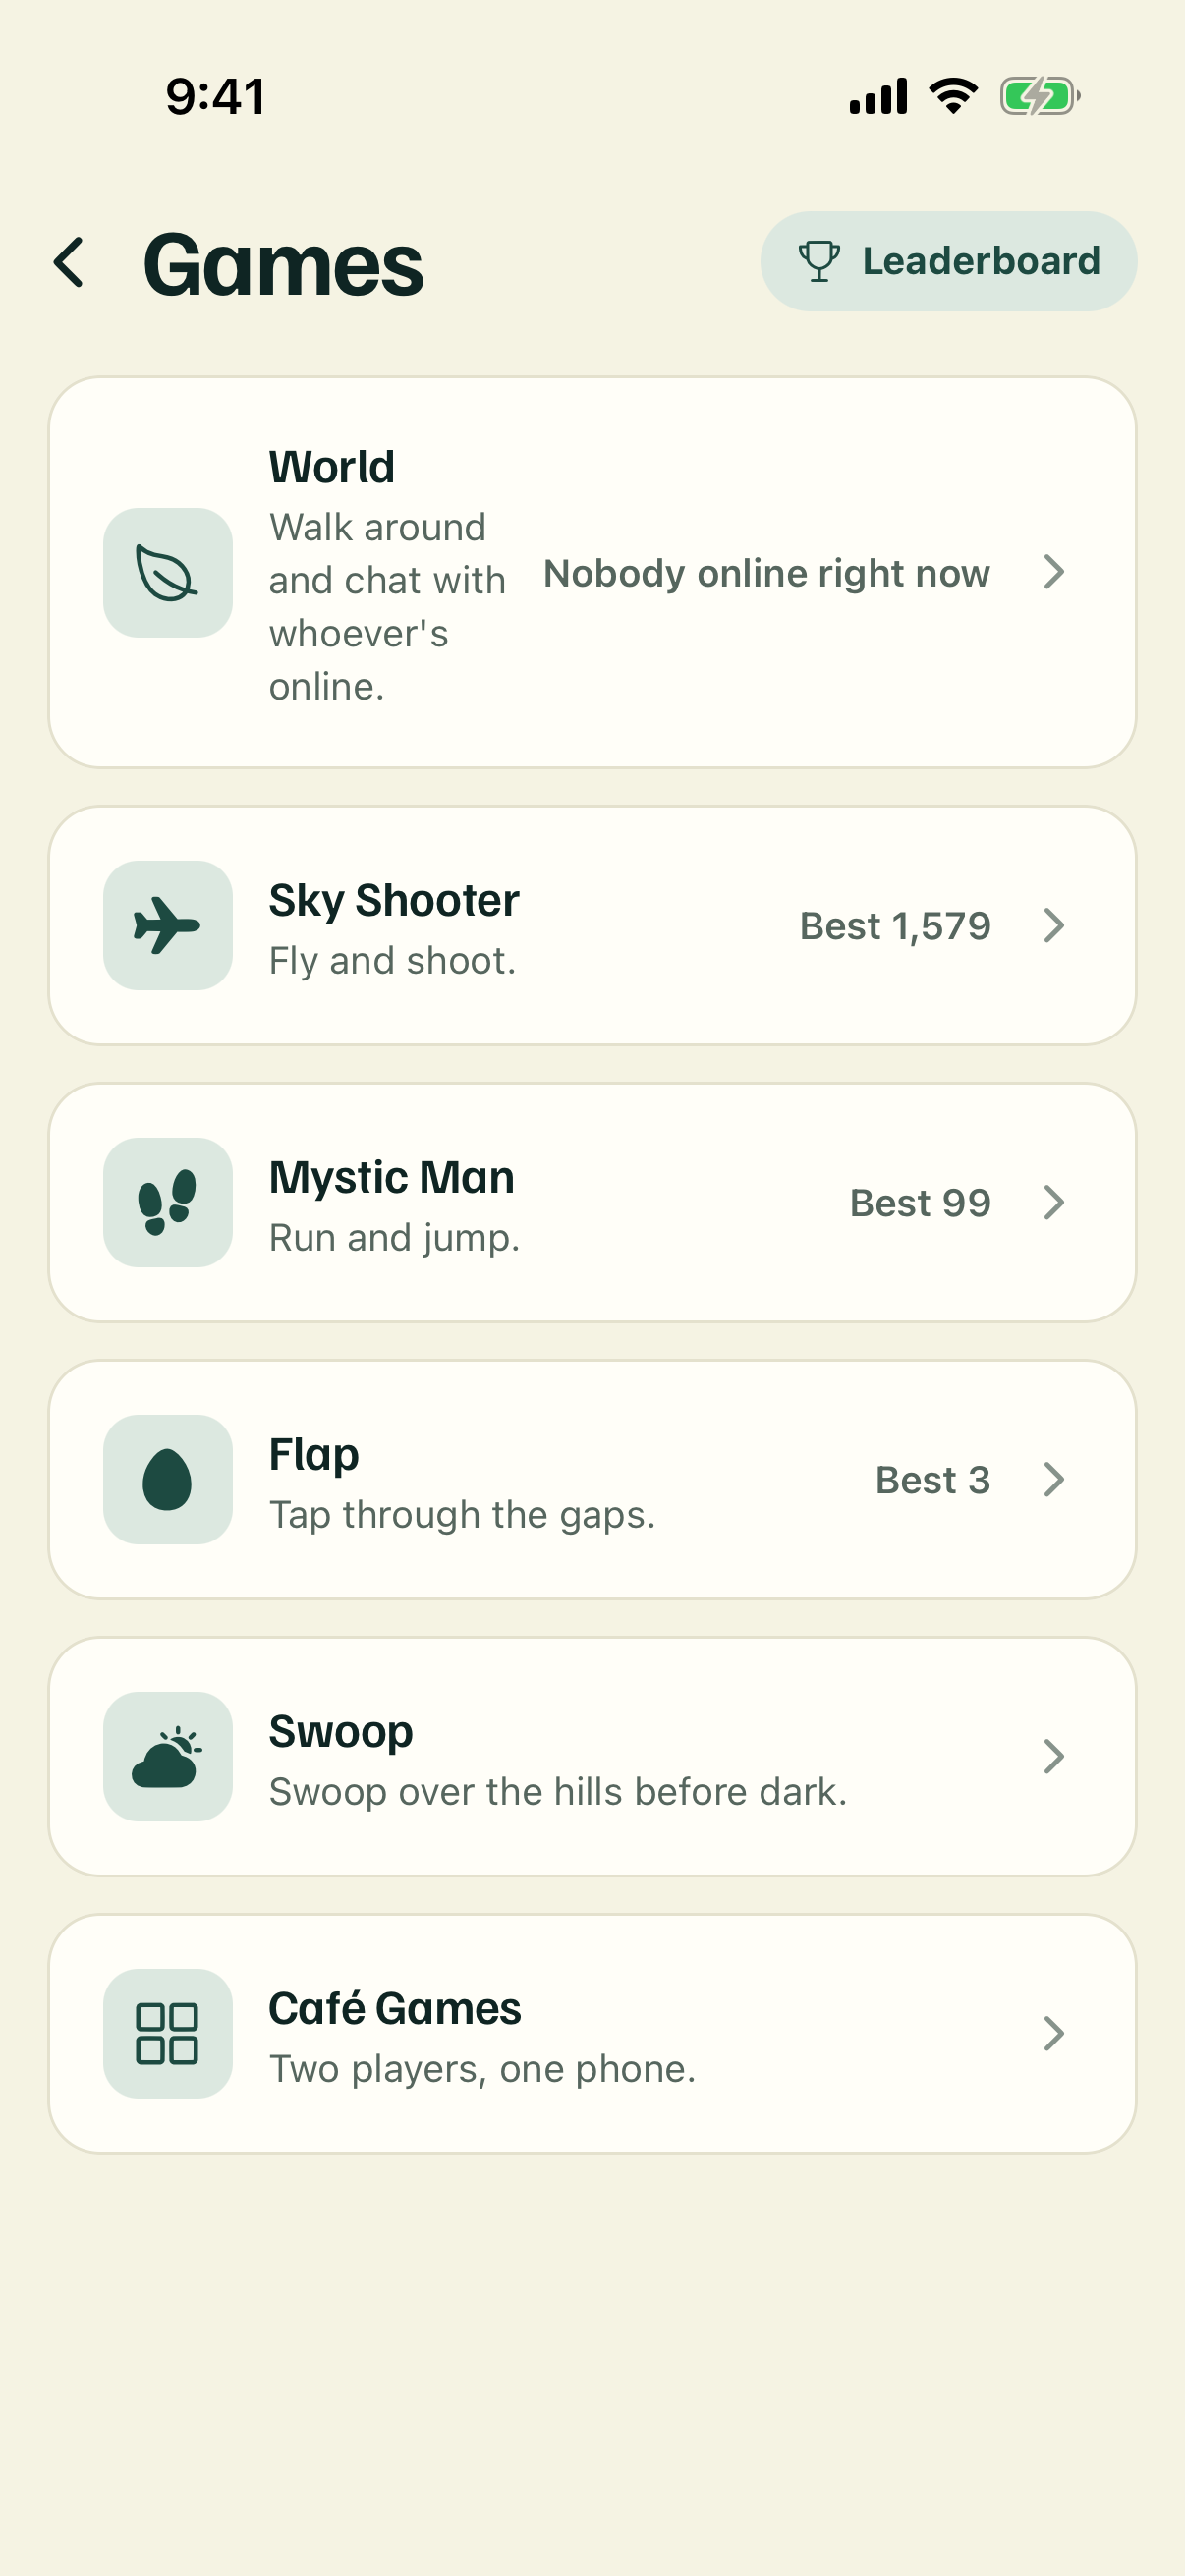 9:41
Games
Leaderboard
World
Walk around
and chat with
whoever's
online.
Nobody online right now
Sky Shooter
Fly and shoot.
Best 1,579
Mystic Man
Run and jump.
Best 99
Flap
Tap through the gaps.
Best 3
Swoop
Swoop over the hills before dark.
Café Games
Two players, one phone.